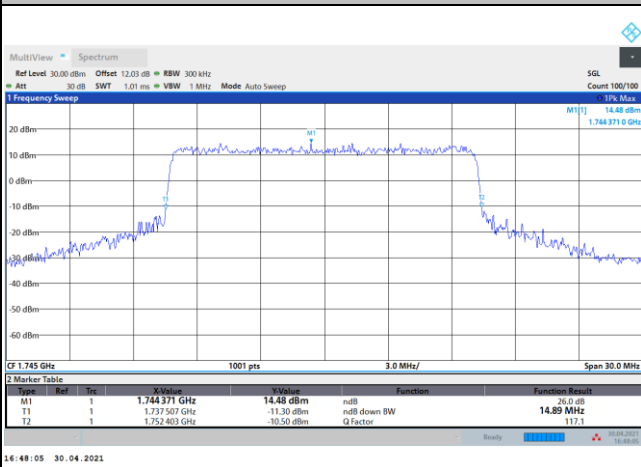 MultiView Spectrum
Ref Level 30.00 dBm Offset 12.03 dB RBW 300 kHz SGL
Att 30 dB SWT 1.01 ms VBW 1 MHz Mode Auto Sweep Count 100/100
1 Frequency Sweep 1Pk Max
M1[1] 14.48 dBm
1.744 371 0 GHz
20 dBm
M1
10 dBm
0 dBm
T1
T2
-10 dBm
-20 dBm
-30 dBm
-40 dBm
-50 dBm
-60 dBm
CF 1.745 GHz 1001 pts 3.0 MHz/ Span 30.0 MHz
2 Marker Table
Type Ref Trc X-Value Y-Value Function Function Result
M1 1 1.744 371 GHz 14.48 dBm ndB 26.0 dB
T1 1 1.737 507 GHz -11.30 dBm ndB down BW 14.89 MHz
T2 1 1.752 403 GHz -10.50 dBm Q Factor 117.1
Ready 30.04.2021
16:48:05
16:48:05 30.04.2021